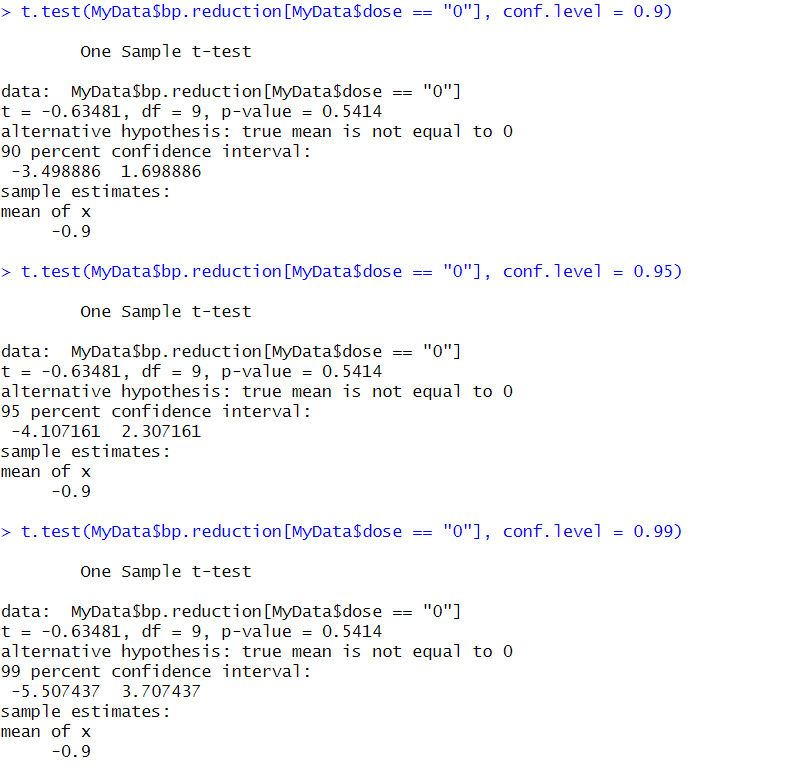 > t.test(MyData$bp.reduction[MyData$dose == "0"], conf.level = 0.9)
One Sample t-test
data:  MyData$bp.reduction[MyData$dose == "0"]
t = -0.63481, df = 9, p-value = 0.5414
alternative hypothesis: true mean is not equal to 0
90 percent confidence interval:
-3.498886  1.698886
sample estimates:
mean of x
-0.9
> t.test(MyData$bp.reduction[MyData$dose == "0"], conf.level = 0.95)
One Sample t-test
data:  MyData$bp.reduction[MyData$dose == "0"]
t = -0.63481, df = 9, p-value = 0.5414
alternative hypothesis: true mean is not equal to 0
95 percent confidence interval:
-4.107161  2.307161
sample estimates:
mean of x
-0.9
> t.test(MyData$bp.reduction[MyData$dose == "0"], conf.level = 0.99)
One Sample t-test
data:  MyData$bp.reduction[MyData$dose == "0"]
t = -0.63481, df = 9, p-value = 0.5414
alternative hypothesis: true mean is not equal to 0
99 percent confidence interval:
-5.507437  3.707437
sample estimates:
mean of x
-0.9